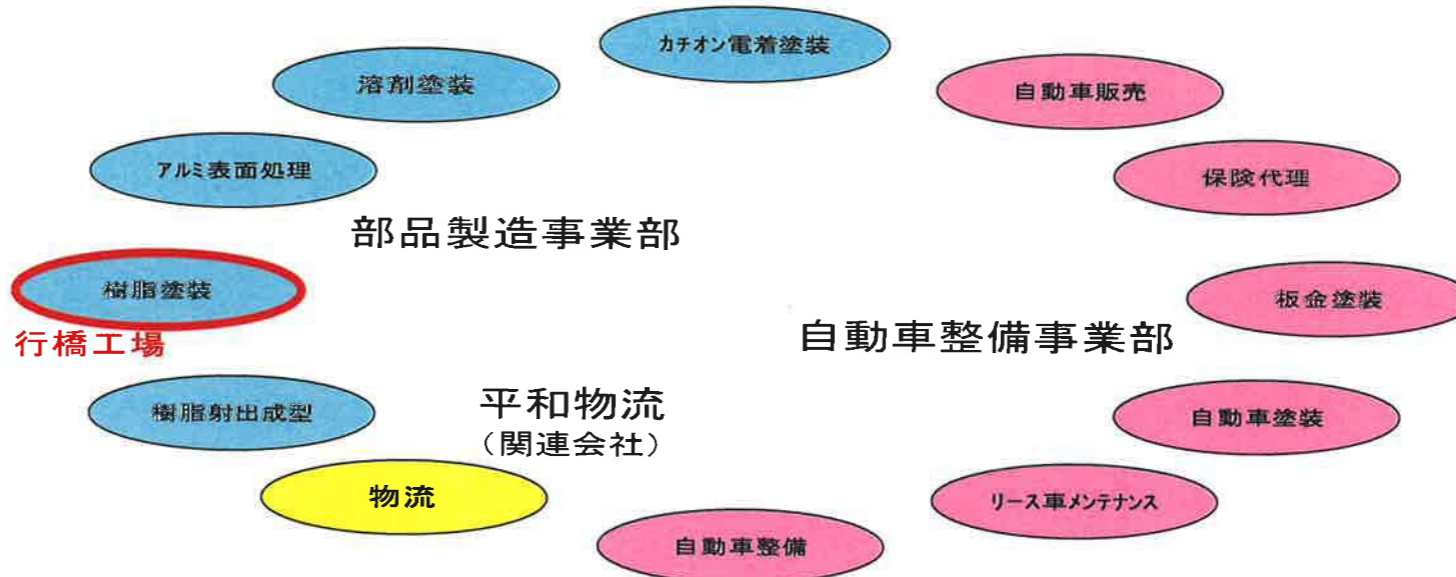 カチオン電着塗装
溶剤塗装
自動車販売
アルミ表面処理
保険代理
部品製造事業部
樹脂塗装
板金塗装
行橋工場
自動車整備事業部
樹脂射出成型
平和物流
(関連会社)
自動車塗装
物流
リース車メンテナンス
自動車整備